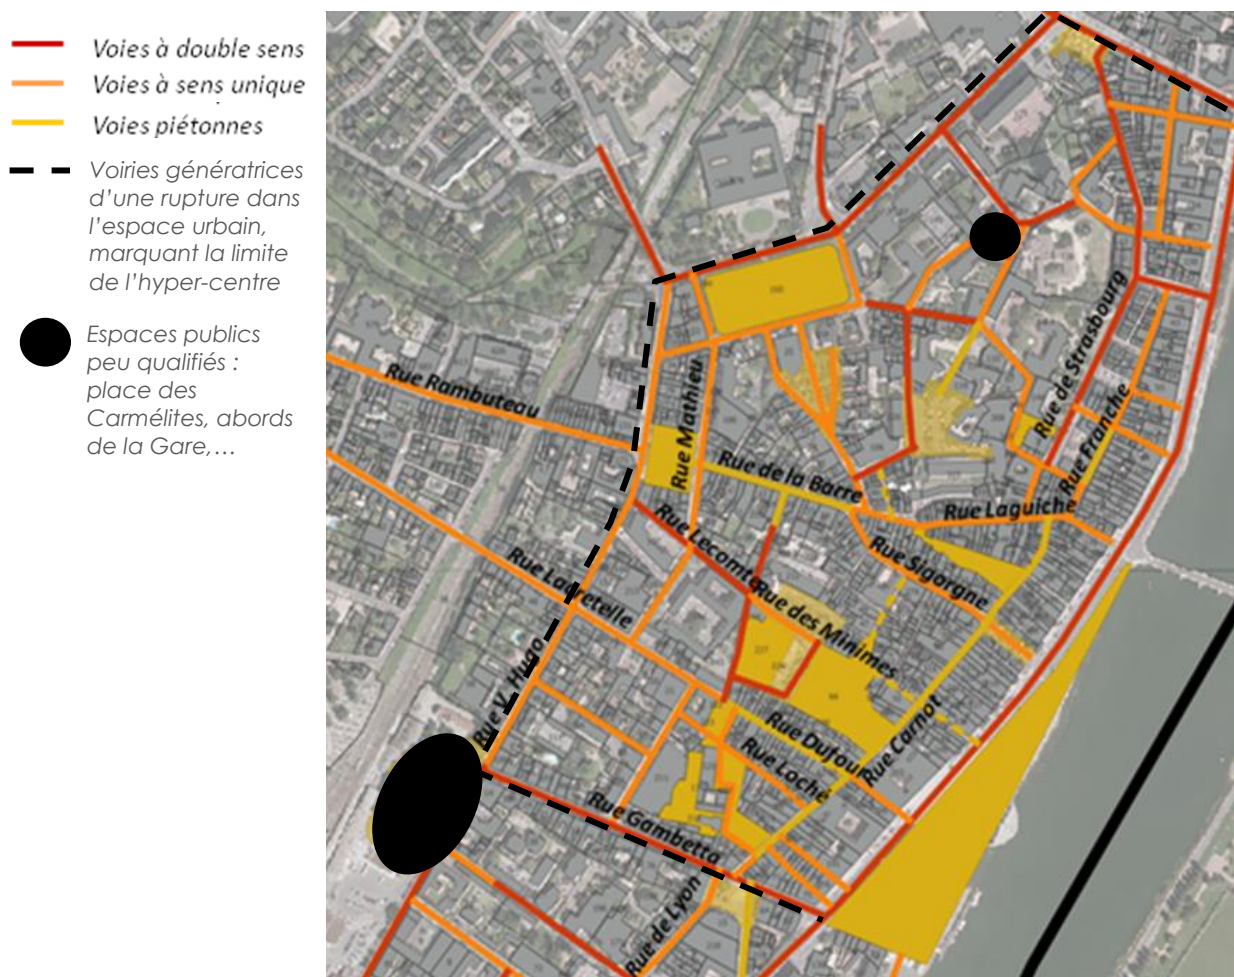 Voies à double sens
Voies à sens unique
Voies piétonnes
Voiries génératrices
d'une rupture dans
l'espace urbain,
marquant la limite
de l'hyper-centre
Espaces publics
peu qualifiés :
place des
Carmélites, abords
de la Gare,…
Rue Rambuteau
Rue Mathieu
Rue de Strasbourg
Rue Franche
Rue de la Barre
Rue Laguiche
Rue Lecomte
Rue Sigorgne
Rue Lacretelle
Rue des Minimes
Rue V. Hugo
Rue Carnot
Rue Dufour
Rue Loché
Rue Gambetta
Rue de Lyon